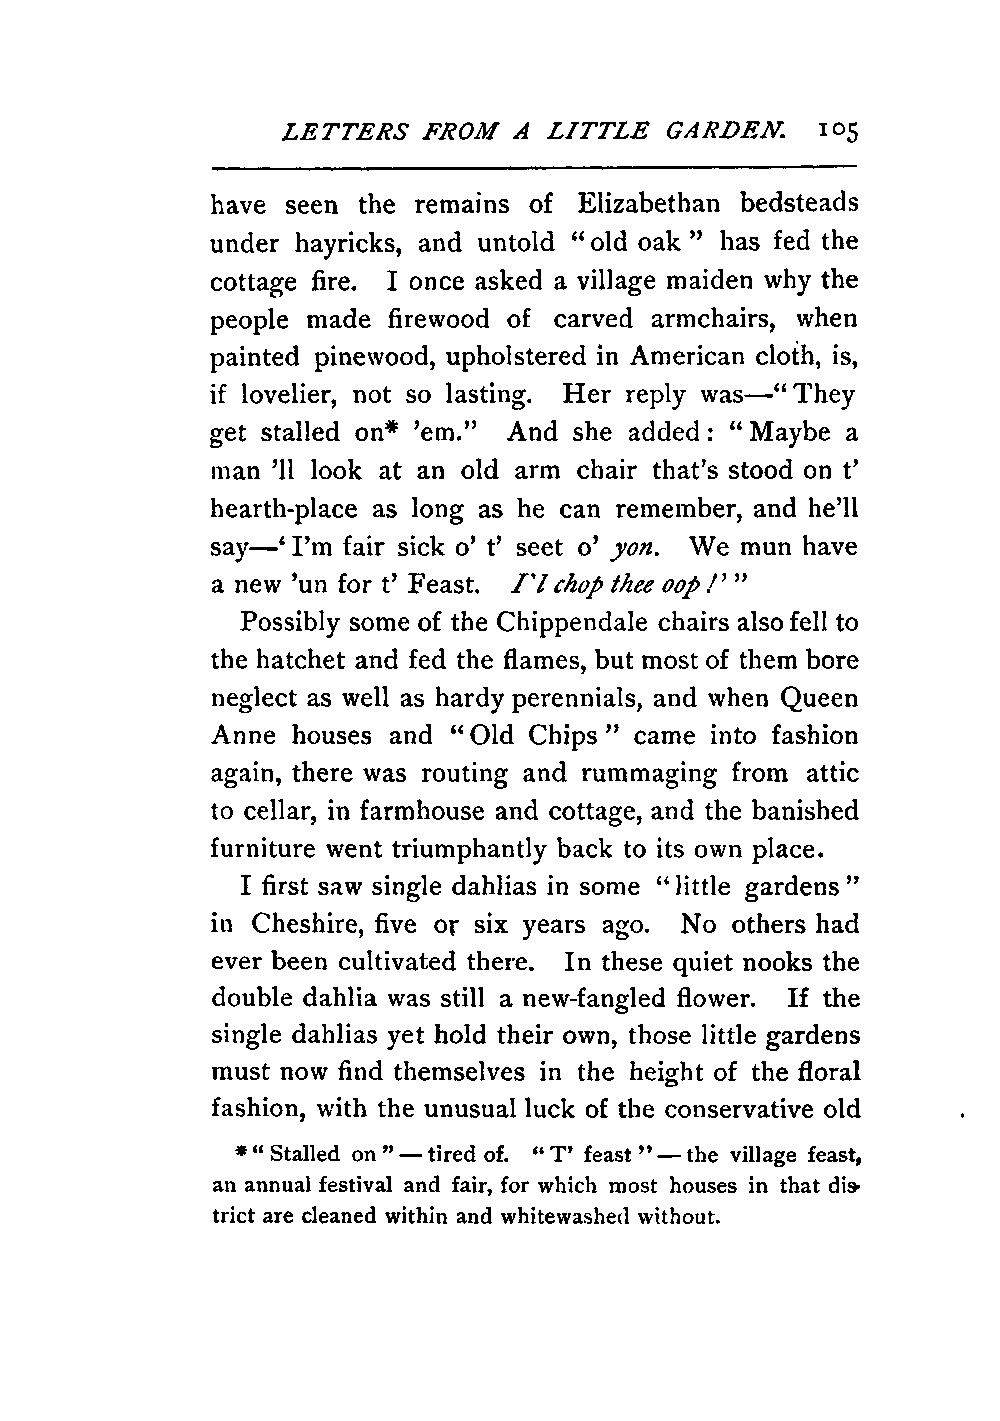 LETTERS FROM A LITTLE GARDEN. 105
have seen the remains of Elizabethan bedsteads
under hayricks, and untold “old oak” has fed the
cottage fire. I once asked a village maiden why the
people made firewood of carved armchairs, when
painted pinewood, upholstered in American cloth, is,
if lovelier, not so lasting. Her reply was—“They
get stalled on* ’em.” And she added: “Maybe a
man ’ll look at an old arm chair that’s stood on t’
hearth-place as long as he can remember, and he’ll
say—‘I’m fair sick o’ t’ seet o’ yon. We mun have
a new ’un for t’ Feast. I’l chop thee oop!’”
Possibly some of the Chippendale chairs also fell to
the hatchet and fed the flames, but most of them bore
neglect as well as hardy perennials, and when Queen
Anne houses and “Old Chips” came into fashion
again, there was routing and rummaging from attic
to cellar, in farmhouse and cottage, and the banished
furniture went triumphantly back to its own place.
I first saw single dahlias in some “little gardens”
in Cheshire, five or six years ago. No others had
ever been cultivated there. In these quiet nooks the
double dahlia was still a new-fangled flower. If the
single dahlias yet hold their own, those little gardens
must now find themselves in the height of the floral
fashion, with the unusual luck of the conservative old
* “Stalled on”—tired of. “T’ feast”—the village feast,
an annual festival and fair, for which most houses in that dis-
trict are cleaned within and whitewashed without.